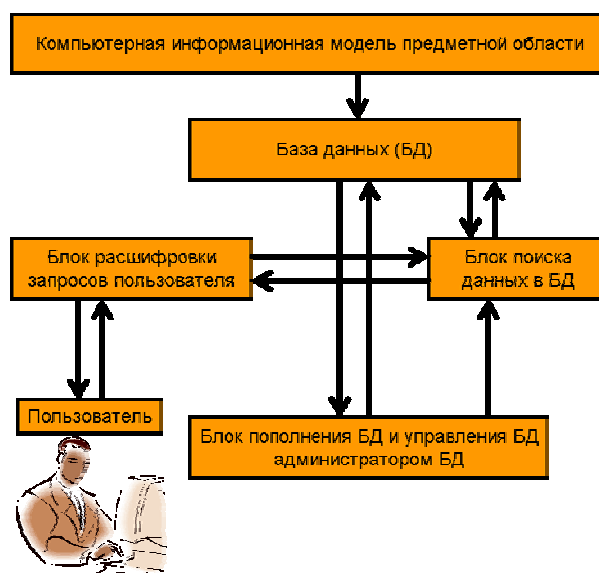 Компьютерная информационная модель предметной области
База данных (БД)
Блок расшифровки
запросов пользователя
Блок поиска
данных в БД
Пользователь
Блок пополнения БД и управления БД
администратором БД